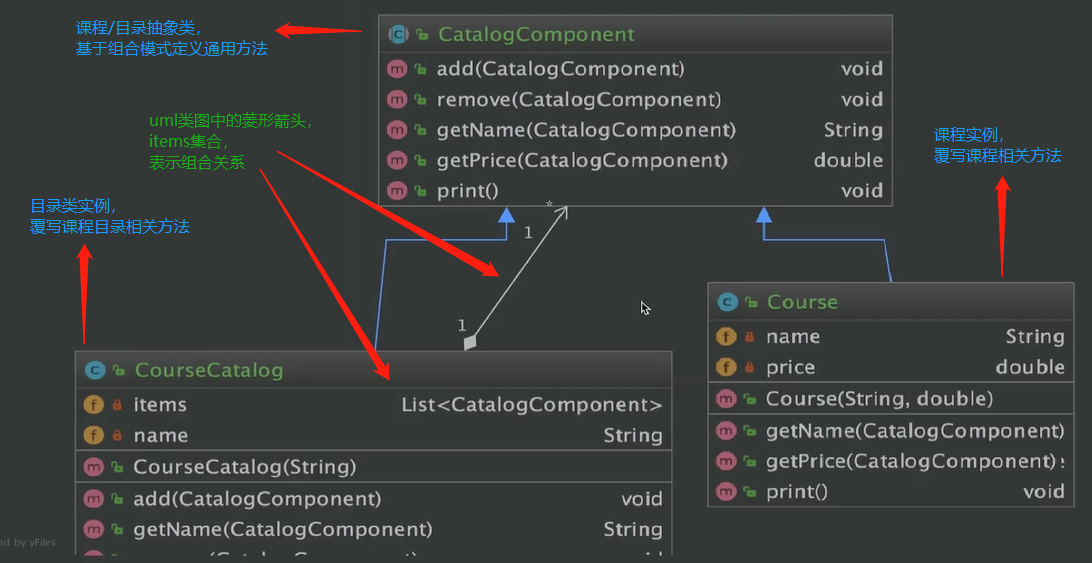 课程/目录抽象类，
基于组合模式定义通用方法
CatalogComponent
add(CatalogComponent) void
remove(CatalogComponent) void
getName(CatalogComponent) String
getPrice(CatalogComponent) double
print() void
uml类图中的菱形箭头，
items集合，
表示组合关系
课程实例，
覆写课程相关方法
目录类实例，
覆写课程目录相关方法
*
1
1
CourseCatalog
items List<CatalogComponent>
name String
CourseCatalog(String)
add(CatalogComponent) void
getName(CatalogComponent) String
Course
name String
price double
Course(String, double)
getName(CatalogComponent)
getPrice(CatalogComponent)
print() void
ed by yFiles